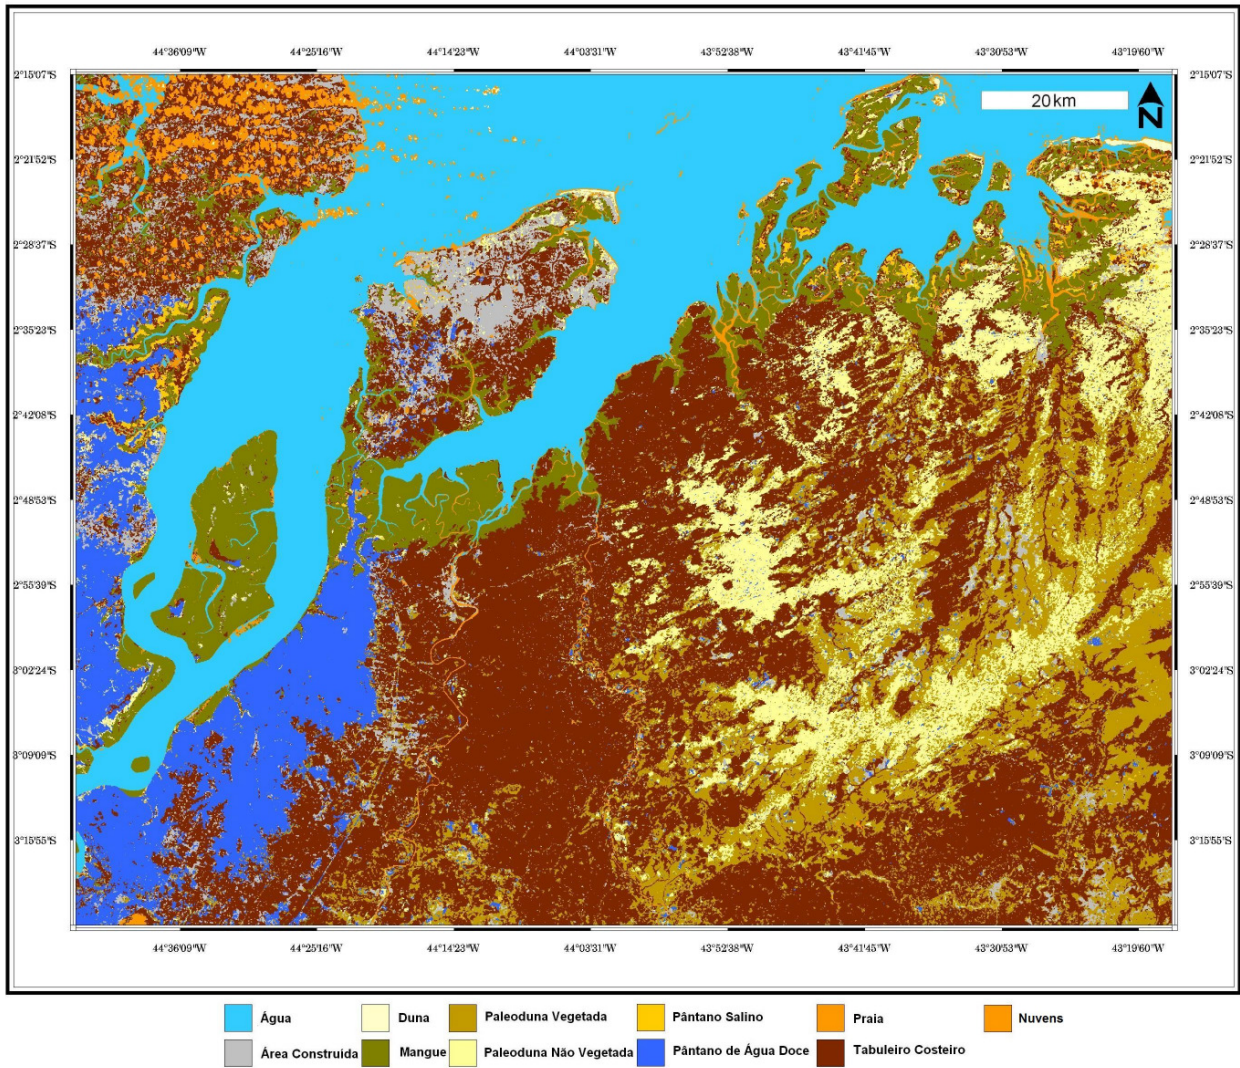 44°36'09"W 44°25'16"W 44°14'23"W 44°03'31"W 43°52'38"W 43°41'45"W 43°30'53"W 43°19'60"W
2°15'07"S 2°15'07"S
20 km
N
2°21'52"S 2°21'52"S
2°28'37"S 2°28'37"S
2°35'23"S 2°35'23"S
2°42'08"S 2°42'08"S
2°48'53"S 2°48'53"S
2°55'39"S 2°55'39"S
3°02'24"S 3°02'24"S
3°09'09"S 3°09'09"S
3°15'55"S 3°15'55"S
44°36'09"W 44°25'16"W 44°14'23"W 44°03'31"W 43°52'38"W 43°41'45"W 43°30'53"W 43°19'60"W
Água Duna Paleoduna Vegetada Pântano Salino Praia Nuvens
Área Construída Mangue Paleoduna Não Vegetada Pântano de Água Doce Tabuleiro Costeiro